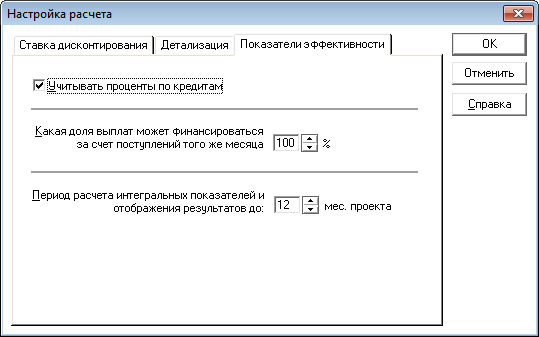 Настройка расчета
Ставка дисконтирования
Детализация
Показатели эффективности
OK
Отменить
Справка
Учитывать проценты по кредитам
Какая доля выплат может финансироваться
за счет поступлений того же месяца
100 %
Период расчета интегральных показателей и
отображения результатов до:
12 мес. проекта